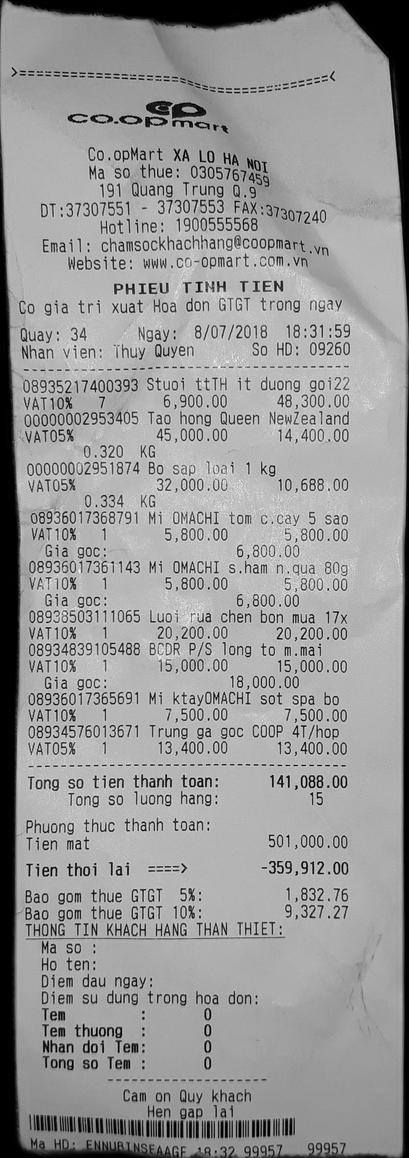 co.opmart
Co.opMart XA LO HA NOI
Ma so thue: 0305767459
191 Quang Trung Q.9
DT:37307551 - 37307553 FAX:37307240
Hotline: 1900555568
Email: chamsockhachhang@coopmart.vn
Website: www.co-opmart.com.vn
PHIEU TINH TIEN
Co gia tri xuat Hoa don GTGT trong ngay
Quay: 34 Ngay: 8/07/2018 18:31:59
Nhan vien: Thuy Quyen So HD: 09260
08935217400393 Stuoi ttTH it duong goi22
VAT10% 7 6,900.00 48,300.00
00000002953405 Tao hong Queen NewZealand
VAT05% 45,000.00 14,400.00
0.320 KG
00000002951874 Bo sap loai 1 kg
VAT05% 32,000.00 10,688.00
0.334 KG
08936017368791 Mi OMACHI tom c.cay 5 sao
VAT10% 1 5,800.00 5,800.00
Gia goc: 6,800.00
08936017361143 Mi OMACHI s.ham n.qua 80g
VAT10% 1 5,800.00 5,800.00
Gia goc: 6,800.00
08938503111065 Luoi rua chen bon mua 17x
VAT10% 1 20,200.00 20,200.00
08934839105488 BCDR P/S long to m.mai
VAT10% 1 15,000.00 15,000.00
Gia goc: 18,000.00
08936017365691 Mi ktayOMACHI sot spa bo
VAT10% 1 7,500.00 7,500.00
08934576013671 Trung ga goc COOP 4T/hop
VAT05% 1 13,400.00 13,400.00
Tong so tien thanh toan: 141,088.00
Tong so luong hang: 15
Phuong thuc thanh toan:
Tien mat 501,000.00
Tien thoi lai ====> -359,912.00
Bao gom thue GTGT 5%: 1,832.76
Bao gom thue GTGT 10%: 9,327.27
THONG TIN KHACH HANG THAN THIET:
Ma so :
Ho ten:
Diem dau ngay:
Diem su dung trong hoa don:
Tem : 0
Tem thuong : 0
Nhan doi Tem: 0
Tong so Tem : 0
Cam on Quy khach
Hen gap lai
Ma HD: 18:32 99957 99957